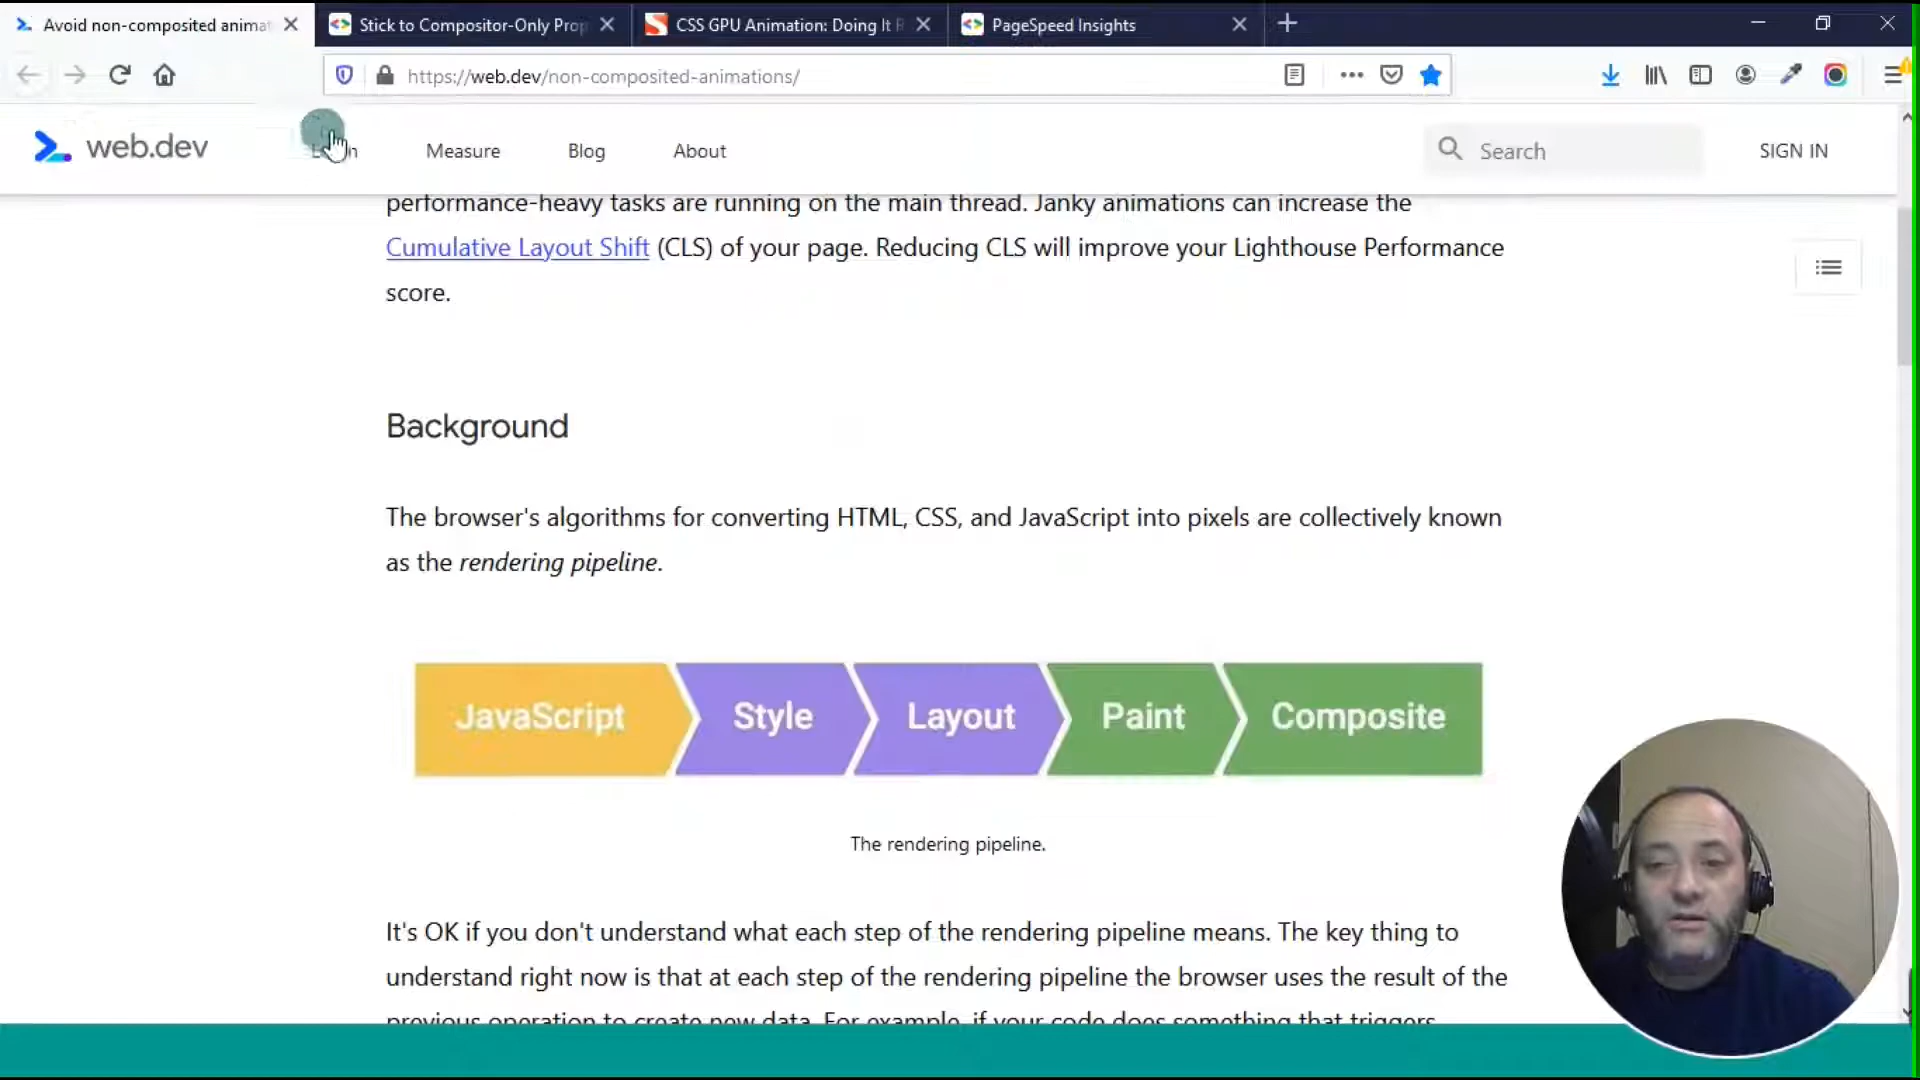 Avoid non-composited animat
Stick to Compositor-Only Prop
CSS GPU Animation: Doing It R
PageSpeed Insights
https://web.dev/non-composited-animations/
web.dev
Measure
Blog
About
Search
SIGN IN
performance-heavy tasks are running on the main thread. Janky animations can increase the
Cumulative Layout Shift (CLS) of your page. Reducing CLS will improve your Lighthouse Performance
score.
Background
The browser's algorithms for converting HTML, CSS, and JavaScript into pixels are collectively known
as the rendering pipeline.
JavaScript
Style
Layout
Paint
Composite
The rendering pipeline.
It's OK if you don't understand what each step of the rendering pipeline means. The key thing to
understand right now is that at each step of the rendering pipeline the browser uses the result of the
previous operation to create new data. For example, if your code does something that triggers